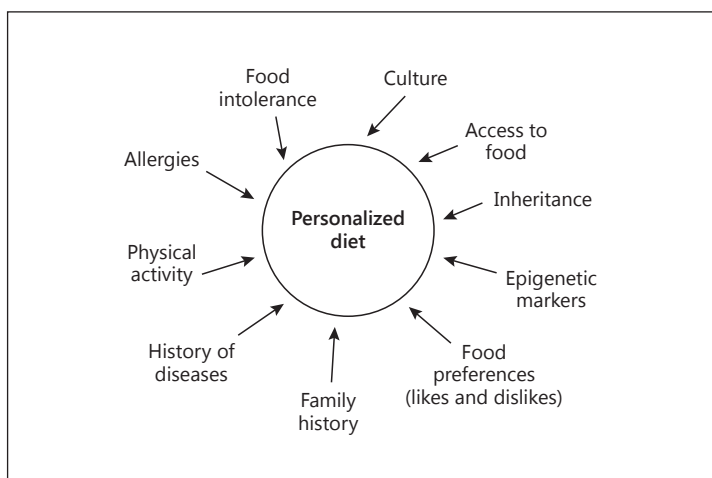 Food
intolerance
Culture
Access to
food
Allergies
Inheritance
Personalized
diet
Physical
activity
Epigenetic
markers
History of
diseases
Food
preferences
(likes and dislikes)
Family
history